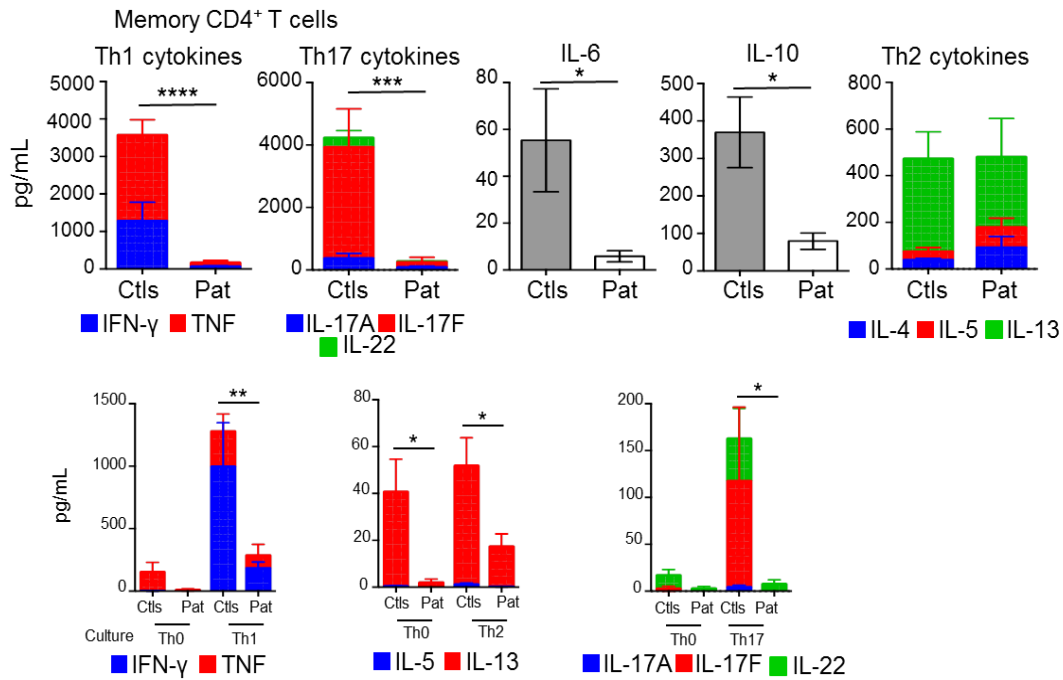 Memory CD4⁺ T cells
Th1 cytokines
Th17 cytokines
IL-6
IL-10
Th2 cytokines
pg/mL
5000
4000
3000
2000
1000
0
****
Ctls
Pat
IFN-γ
TNF
6000
4000
2000
0
***
Ctls
Pat
IL-17A
IL-17F
IL-22
80
60
40
20
0
*
Ctls
Pat
500
400
300
200
100
0
*
Ctls
Pat
800
600
400
200
0
Ctls
Pat
IL-4
IL-5
IL-13
pg/mL
1500
1000
500
0
**
Ctls
Pat
Ctls
Pat
Culture
Th0
Th1
IFN-γ
TNF
80
60
40
20
0
*
*
Ctls
Pat
Ctls
Pat
Th0
Th2
IL-5
IL-13
200
150
100
50
0
*
Ctls
Pat
Ctls
Pat
Th0
Th17
IL-17A
IL-17F
IL-22